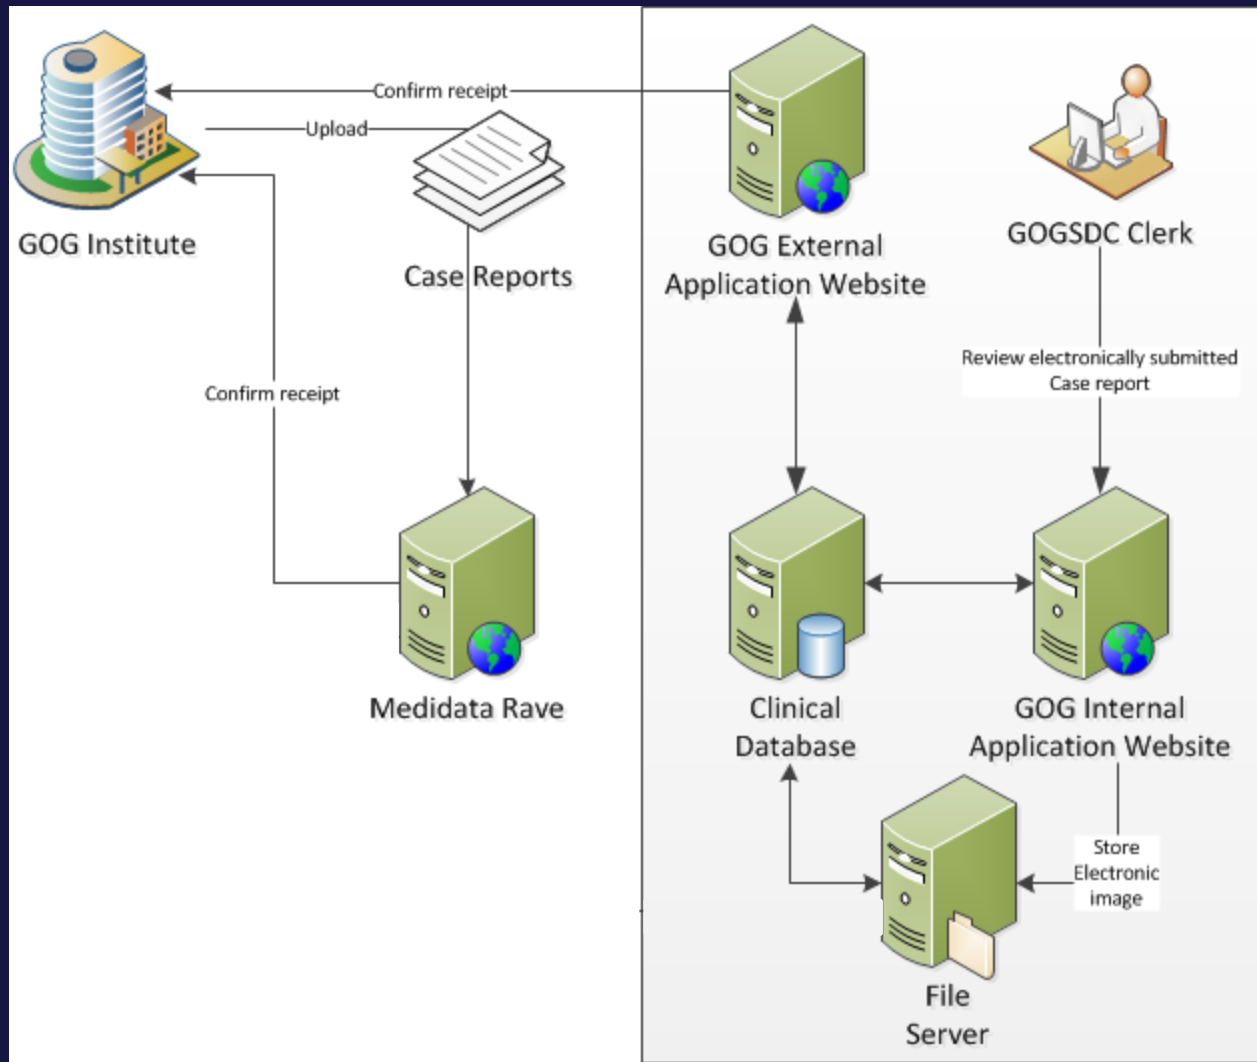 Confirm receipt
Upload
GOG Institute
Case Reports
GOG External
Application Website
GOGSDC Clerk
Review electronically submitted
Case report
Confirm receipt
Medidata Rave
Clinical
Database
GOG Internal
Application Website
Store
Electronic
image
File
Server